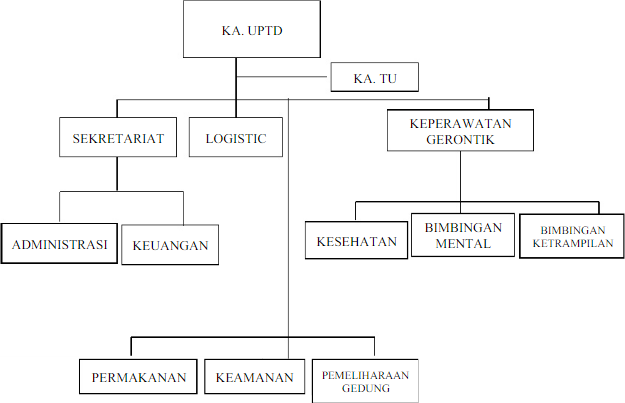 KA. UPTD
KA. TU
SEKRETARIAT
LOGISTIC
KEPERAWATAN
GERONTIK
ADMINISTRASI
KEUANGAN
KESEHATAN
BIMBINGAN
MENTAL
BIMBINGAN
KETRAMPILAN
PERMAKANAN
KEAMANAN
PEMELIHARAAN
GEDUNG